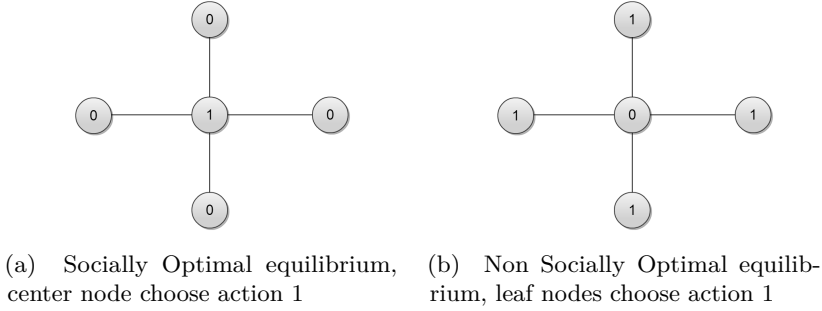 0
1
0 1 0
1 0 1
0
1
(a) Socially Optimal equilibrium,
center node choose action 1
(b) Non Socially Optimal equilib-
rium, leaf nodes choose action 1